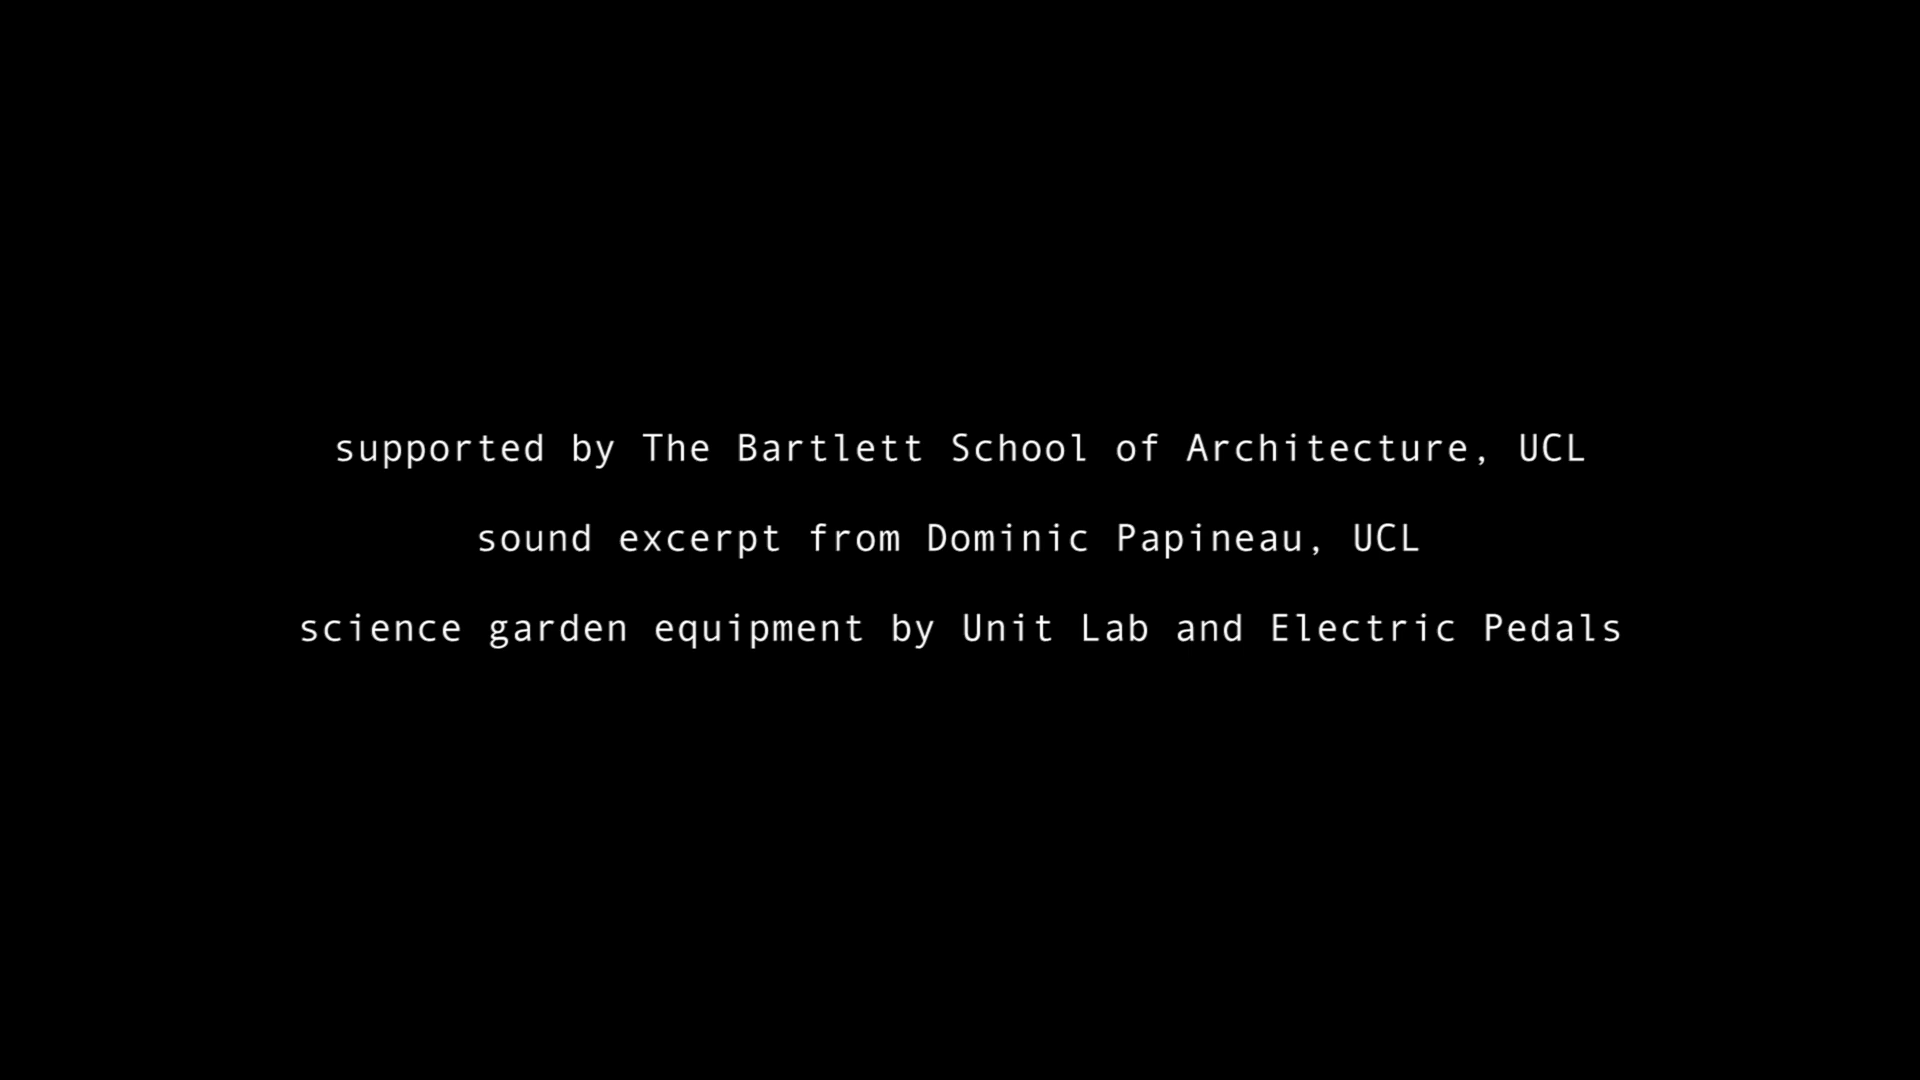 supported by The Bartlett School of Architecture, UCL
sound excerpt from Dominic Papineau, UCL
science garden equipment by Unit Lab and Electric Pedals